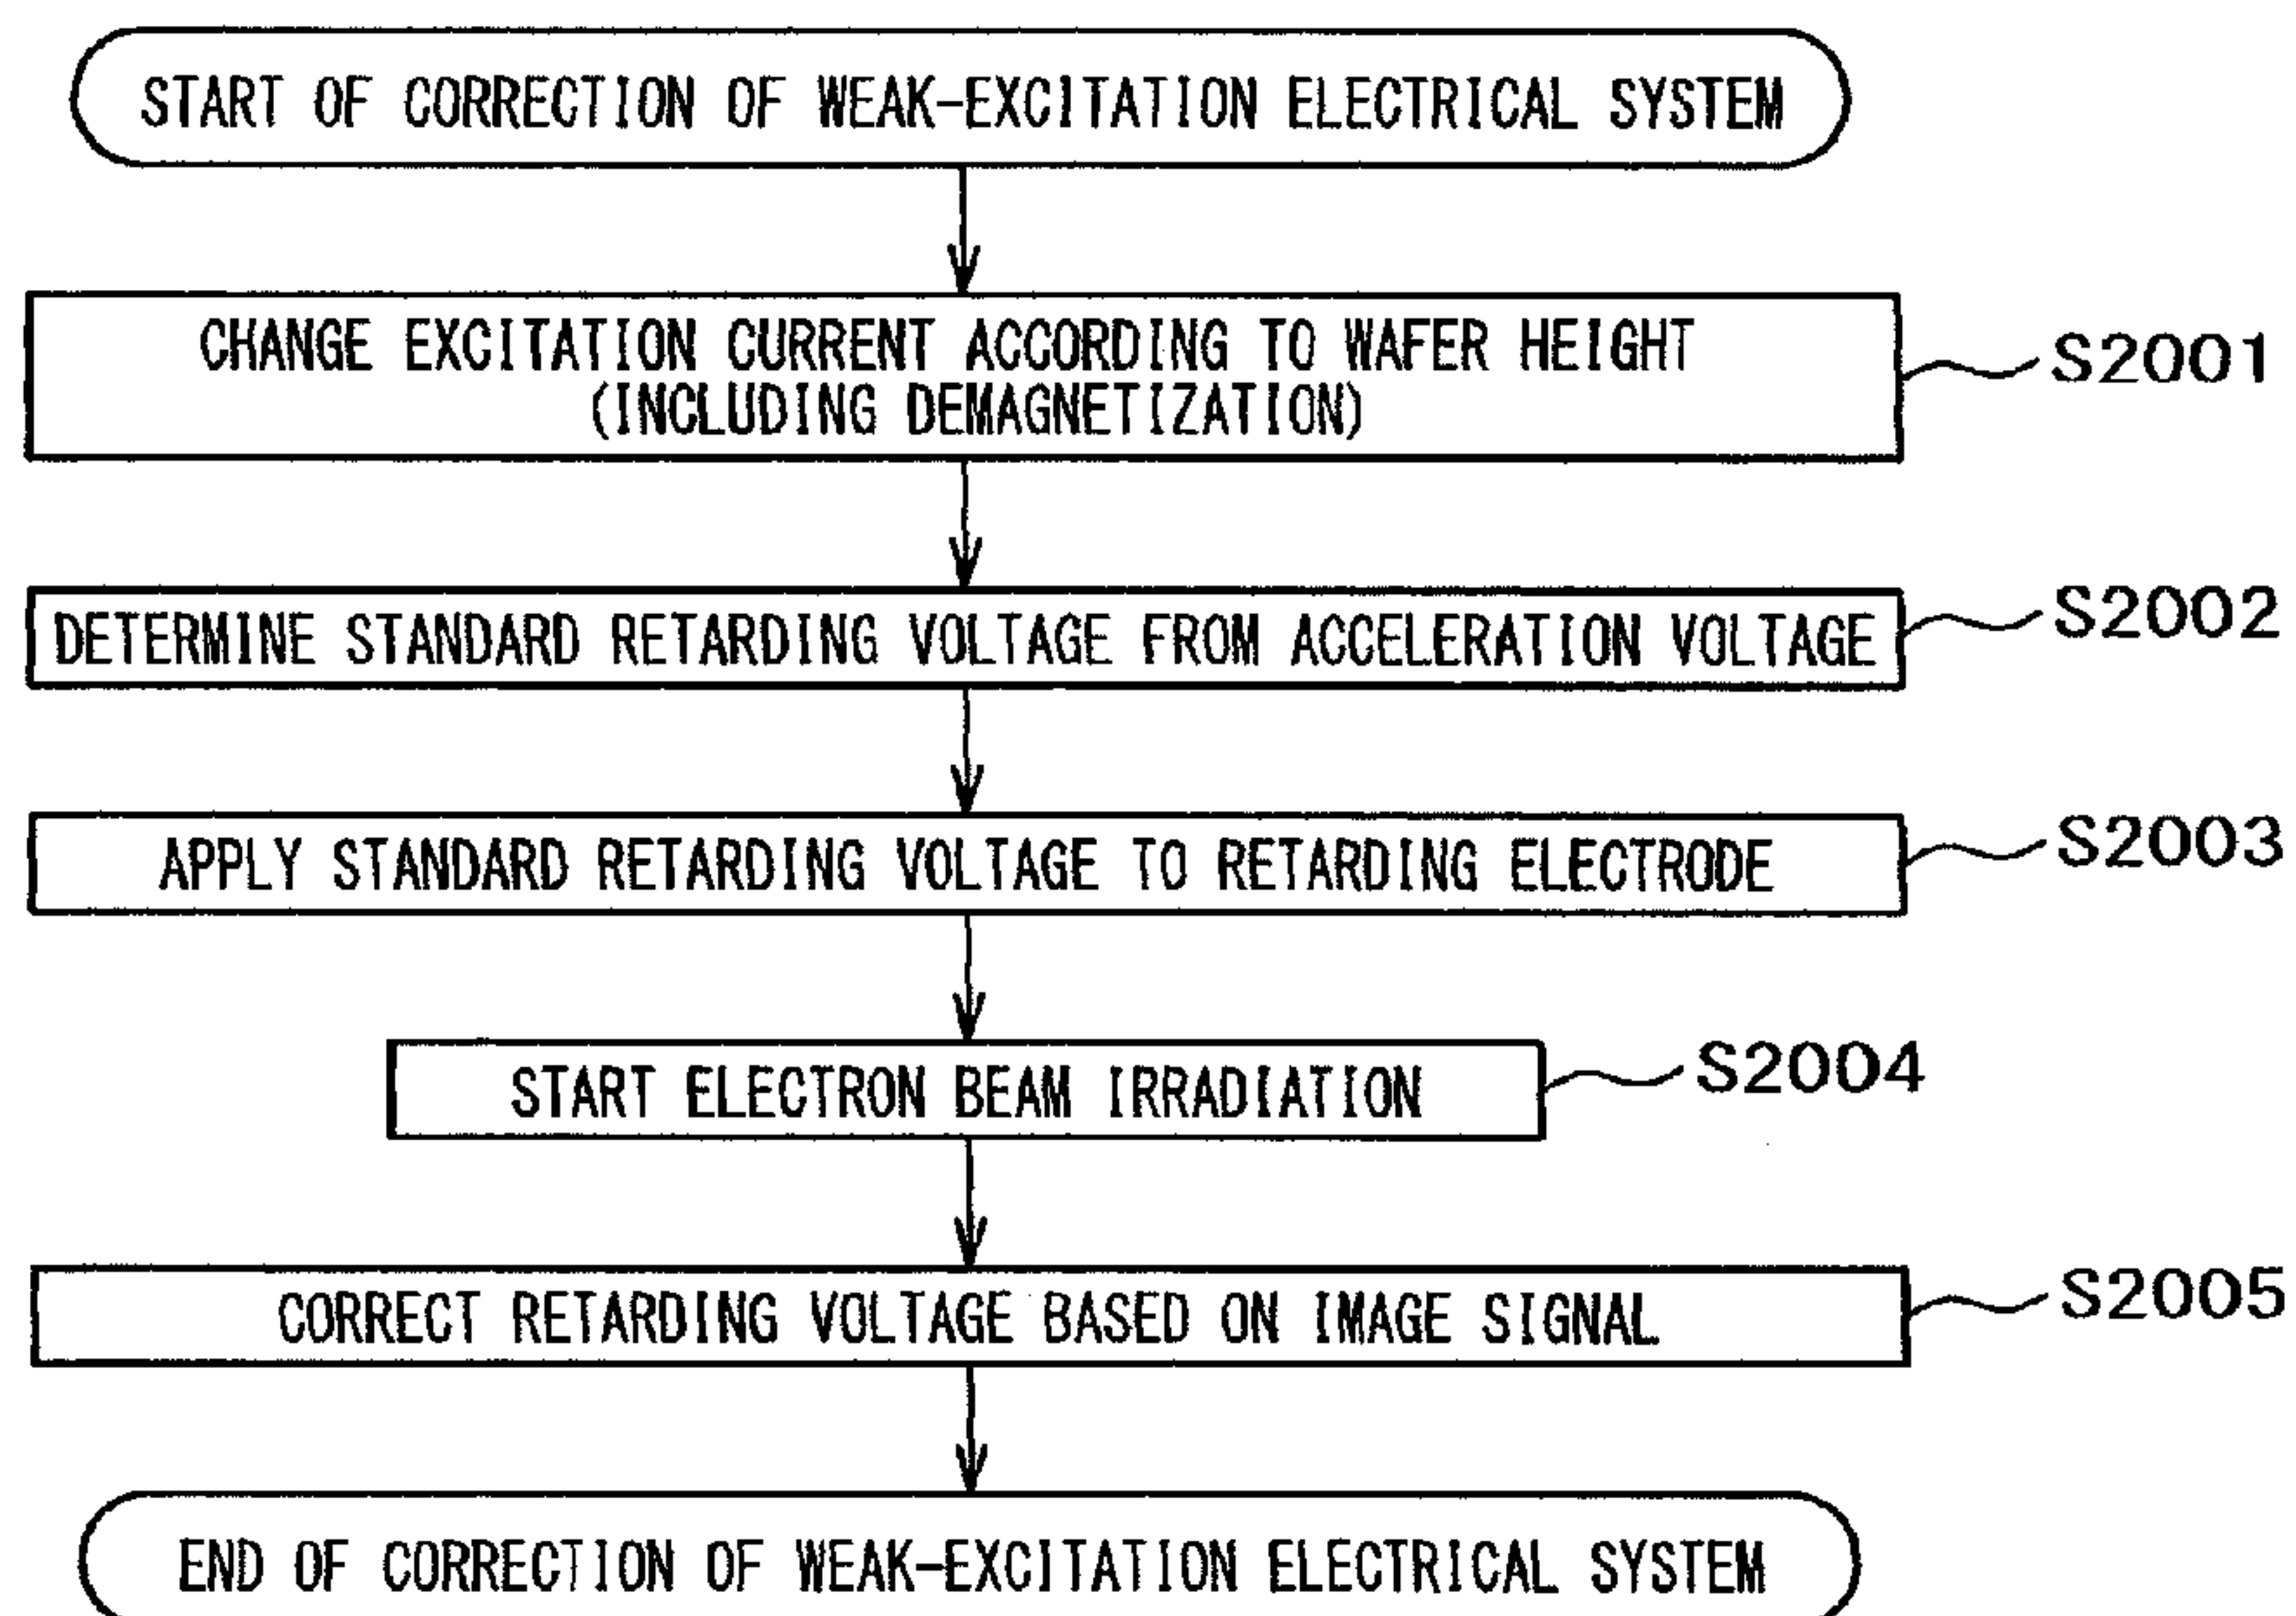 START OF CORRECTION OF WEAK-EXCITATION ELECTRICAL SYSTEM
CHANGE EXCITATION CURRENT ACCORDING TO WAFER HEIGHT
(INCLUDING DEMAGNETIZATION)
S2001
DETERMINE STANDARD RETARDING VOLTAGE FROM ACCELERATION VOLTAGE
S2002
APPLY STANDARD RETARDING VOLTAGE TO RETARDING ELECTRODE
S2003
START ELECTRON BEAM IRRADIATION
S2004
CORRECT RETARDING VOLTAGE BASED ON IMAGE SIGNAL
S2005
END OF CORRECTION OF WEAK-EXCITATION ELECTRICAL SYSTEM